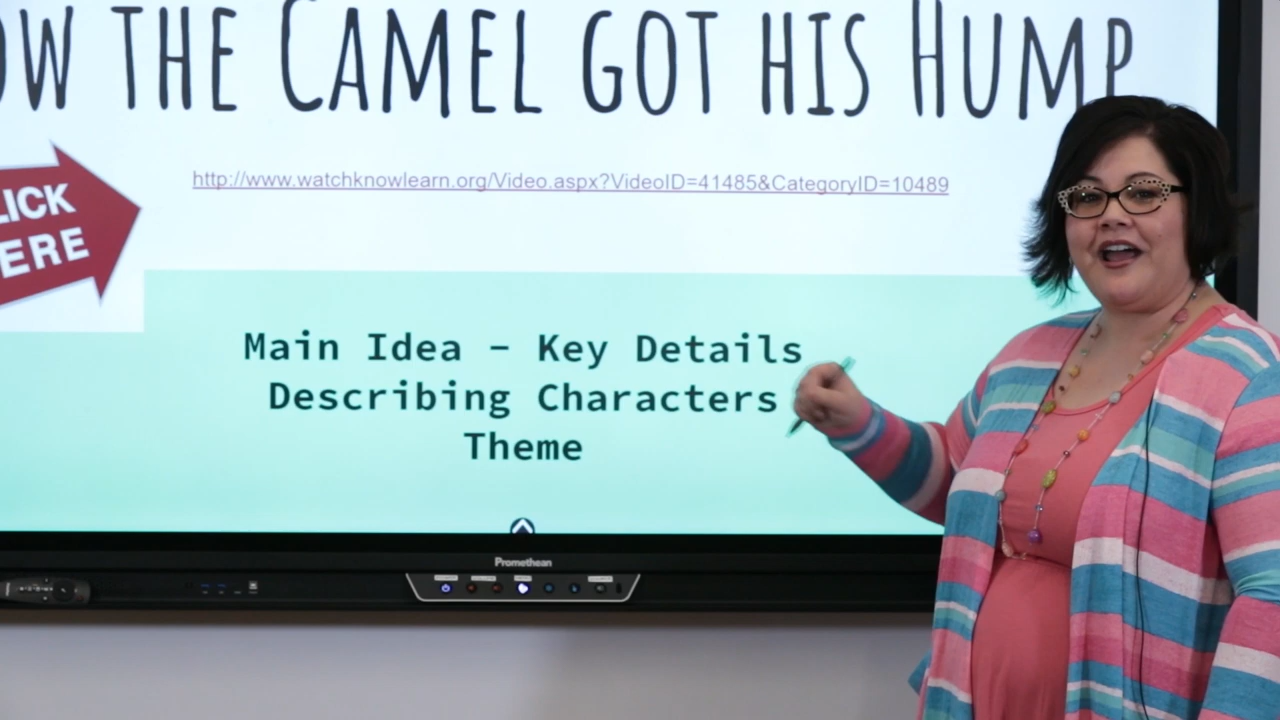 OW THE CAMEL GOT HIS HUMP
http://www.watchknowlearn.org/Video.aspx?VideoID=41485&CategoryID=10489
LICK
ERE
Main Idea - Key Details
Describing Characters
Theme
Promethean